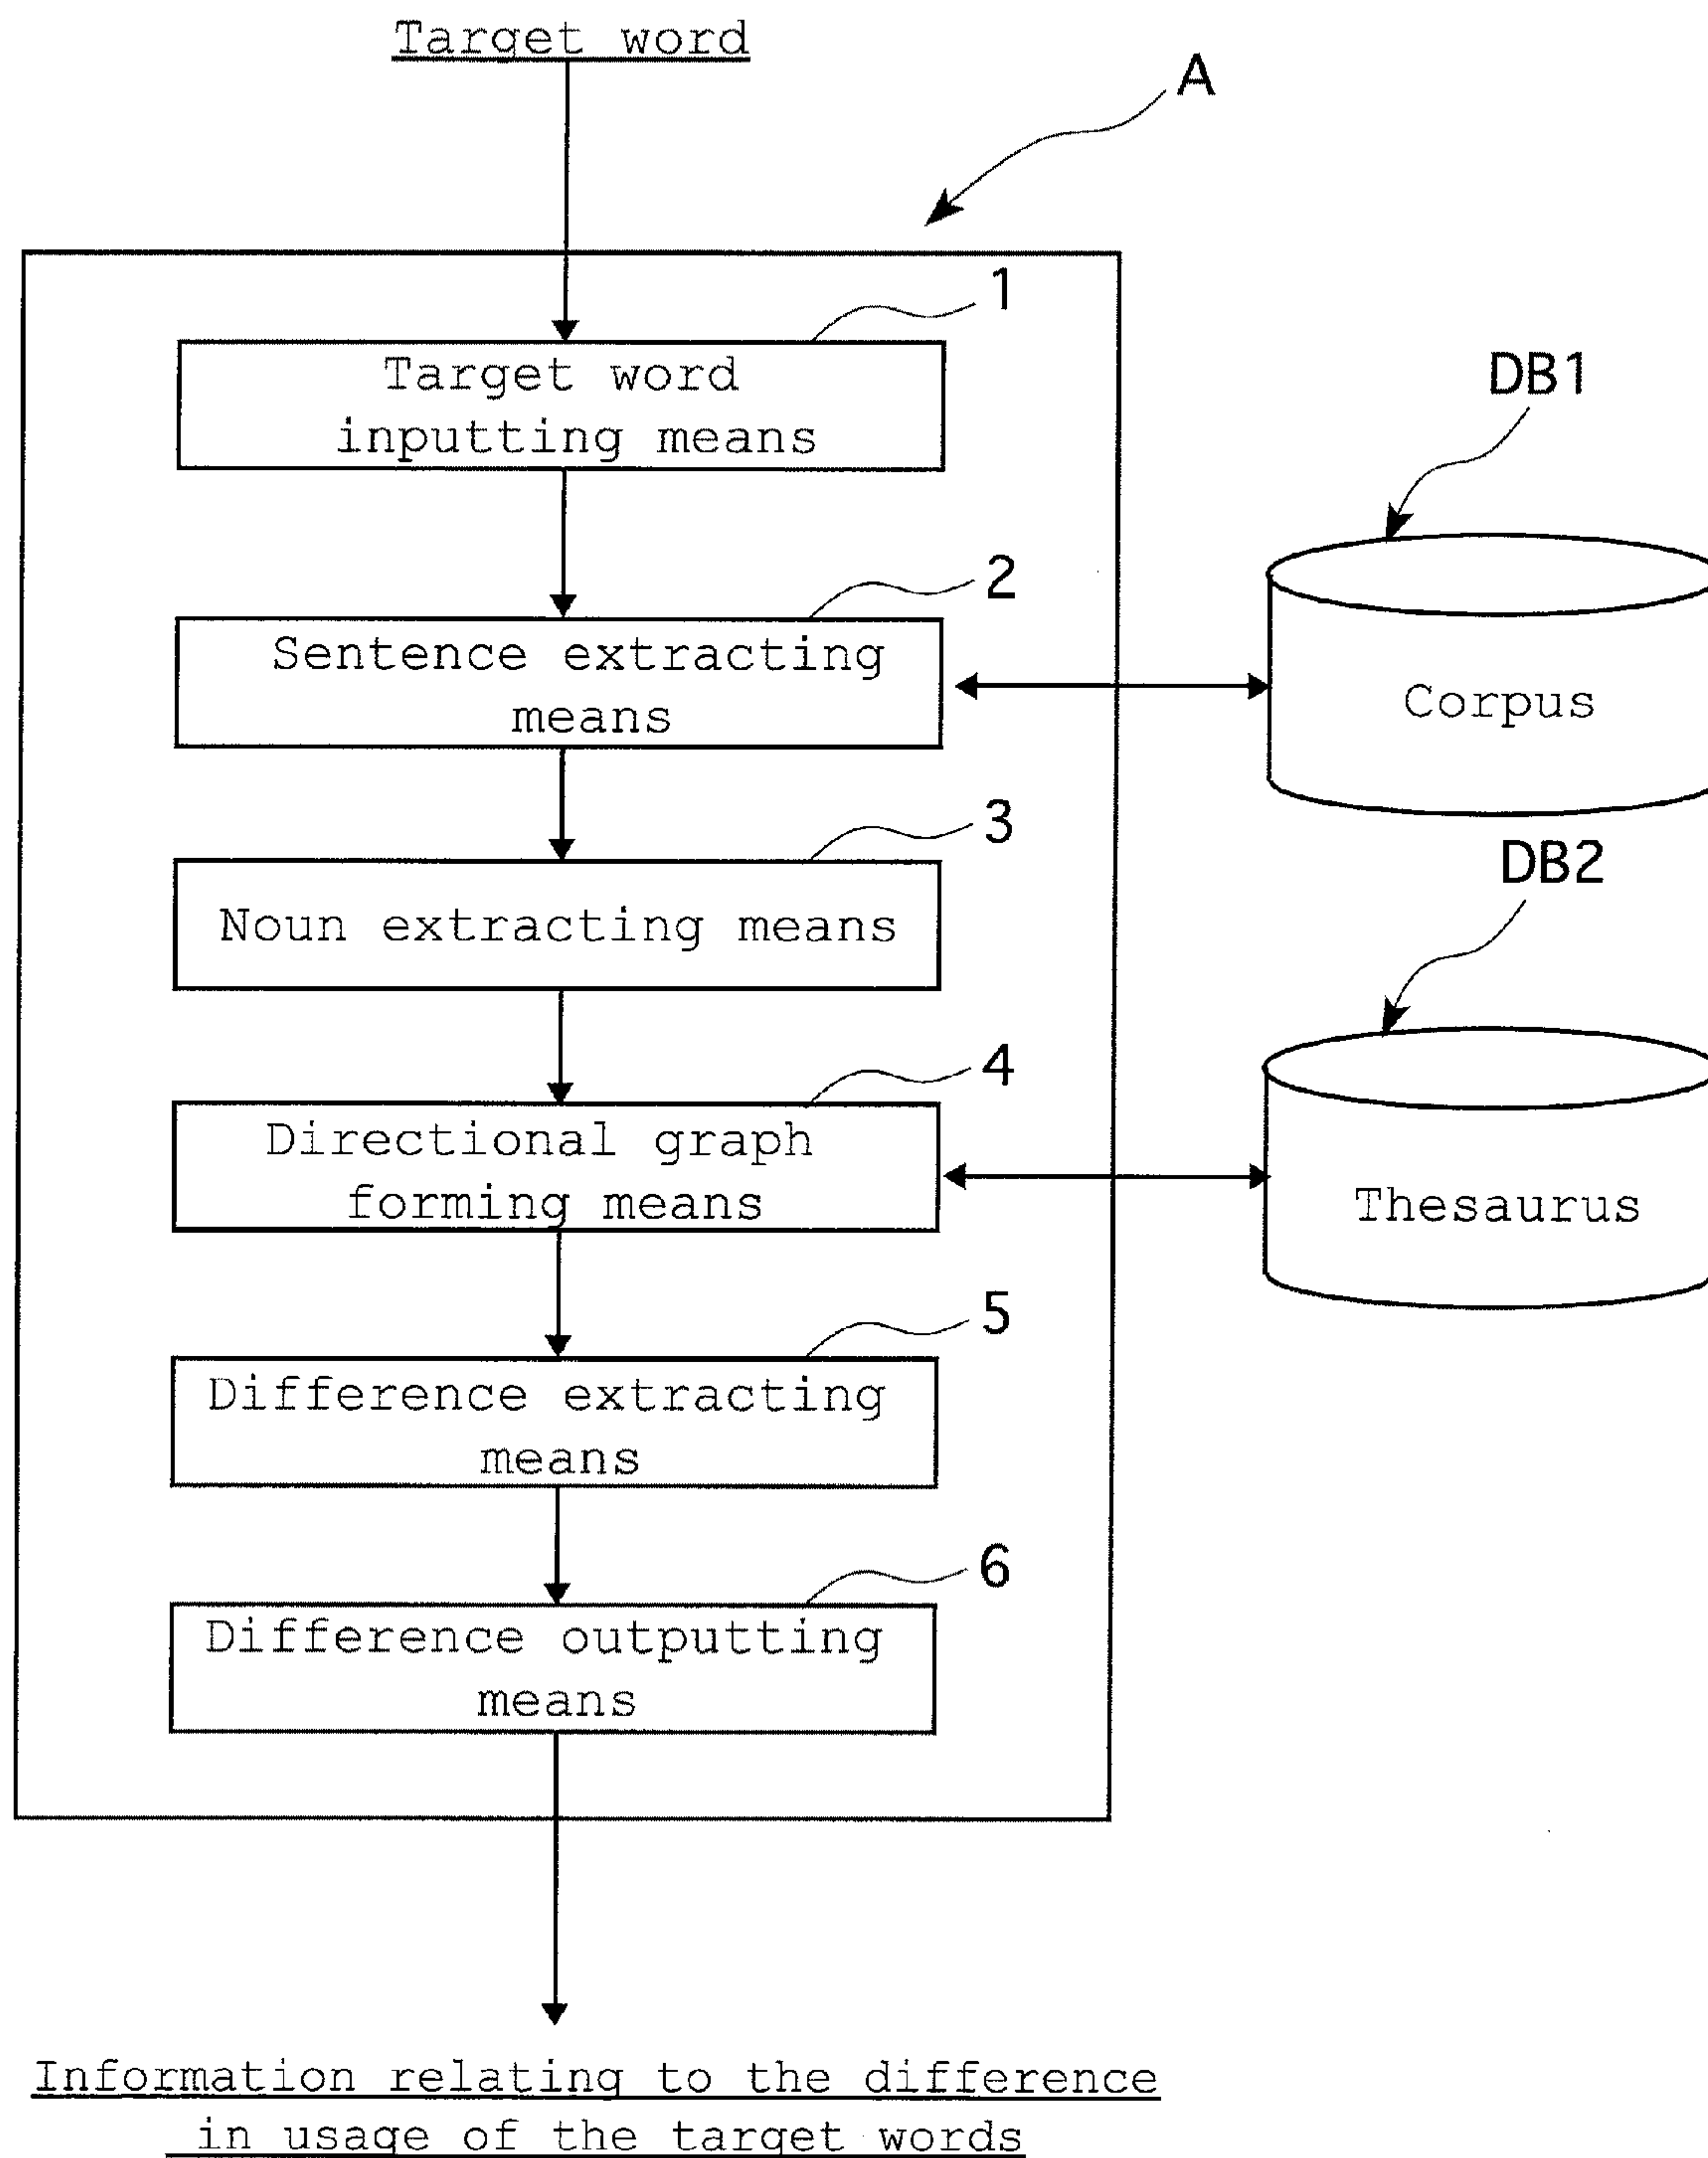 Target word
A
1
Target word
inputting means
DB1
2
Sentence extracting
means
Corpus
3
DB2
Noun extracting means
4
Directional graph
forming means
Thesaurus
5
Difference extracting
means
6
Difference outputting
means
Information relating to the difference
in usage of the target words